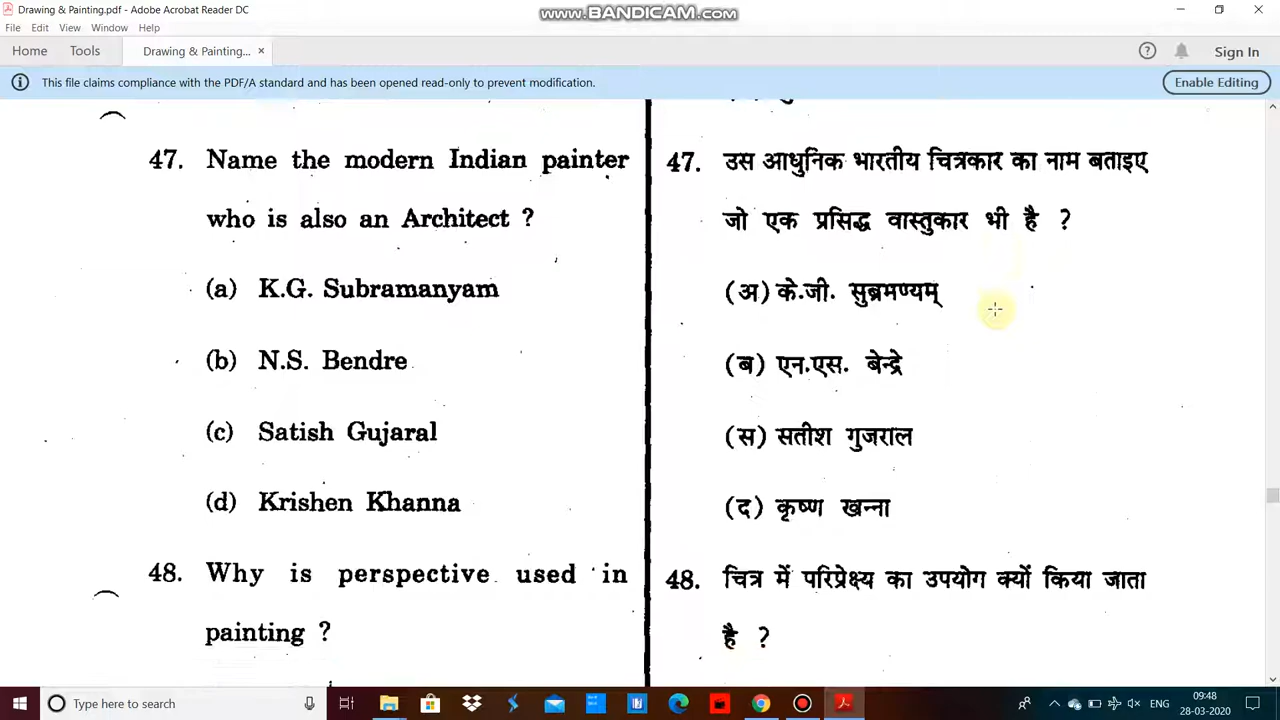 Drawing & Painting.pdf - Adobe Acrobat Reader DC
www.BANDICAM.com
File Edit View Window Help
Home Tools Drawing & Painting... × Sign In
This file claims compliance with the PDF/A standard and has been opened read-only to prevent modification. Enable Editing
47. Name the modern Indian painter
who is also an Architect ?
(a) K.G. Subramanyam
(b) N.S. Bendre
(c) Satish Gujaral
(d) Krishen Khanna
48. Why is perspective used in
painting ?
47. उस आधुनिक भारतीय चित्रकार का नाम बताइए
जो एक प्रसिद्ध वास्तुकार भी है ?
(अ) के.जी. सुब्रमण्यम्
(ब) एन.एस. बेन्द्रे
(स) सतीश गुजराल
(द) कृष्ण खन्ना
48. चित्र में परिप्रेक्ष्य का उपयोग क्यों किया जाता
है ?
Type here to search
ENG
09:48
28-03-2020